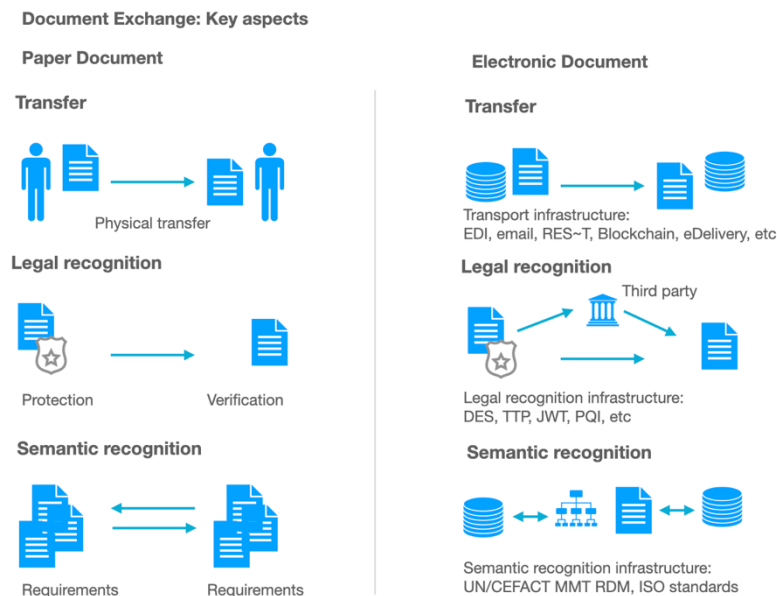 Document Exchange: Key aspects
Paper Document
Transfer
Physical transfer
Legal recognition
Protection
Verification
Semantic recognition
Requirements
Requirements
Electronic Document
Transfer
Transport infrastructure:
EDI, email, RES~T, Blockchain, eDelivery, etc
Legal recognition
Third party
Legal recognition infrastructure:
DES, TTP, JWT, PQI, etc
Semantic recognition
Semantic recognition infrastructure:
UN/CEFACT MMT RDM, ISO standards